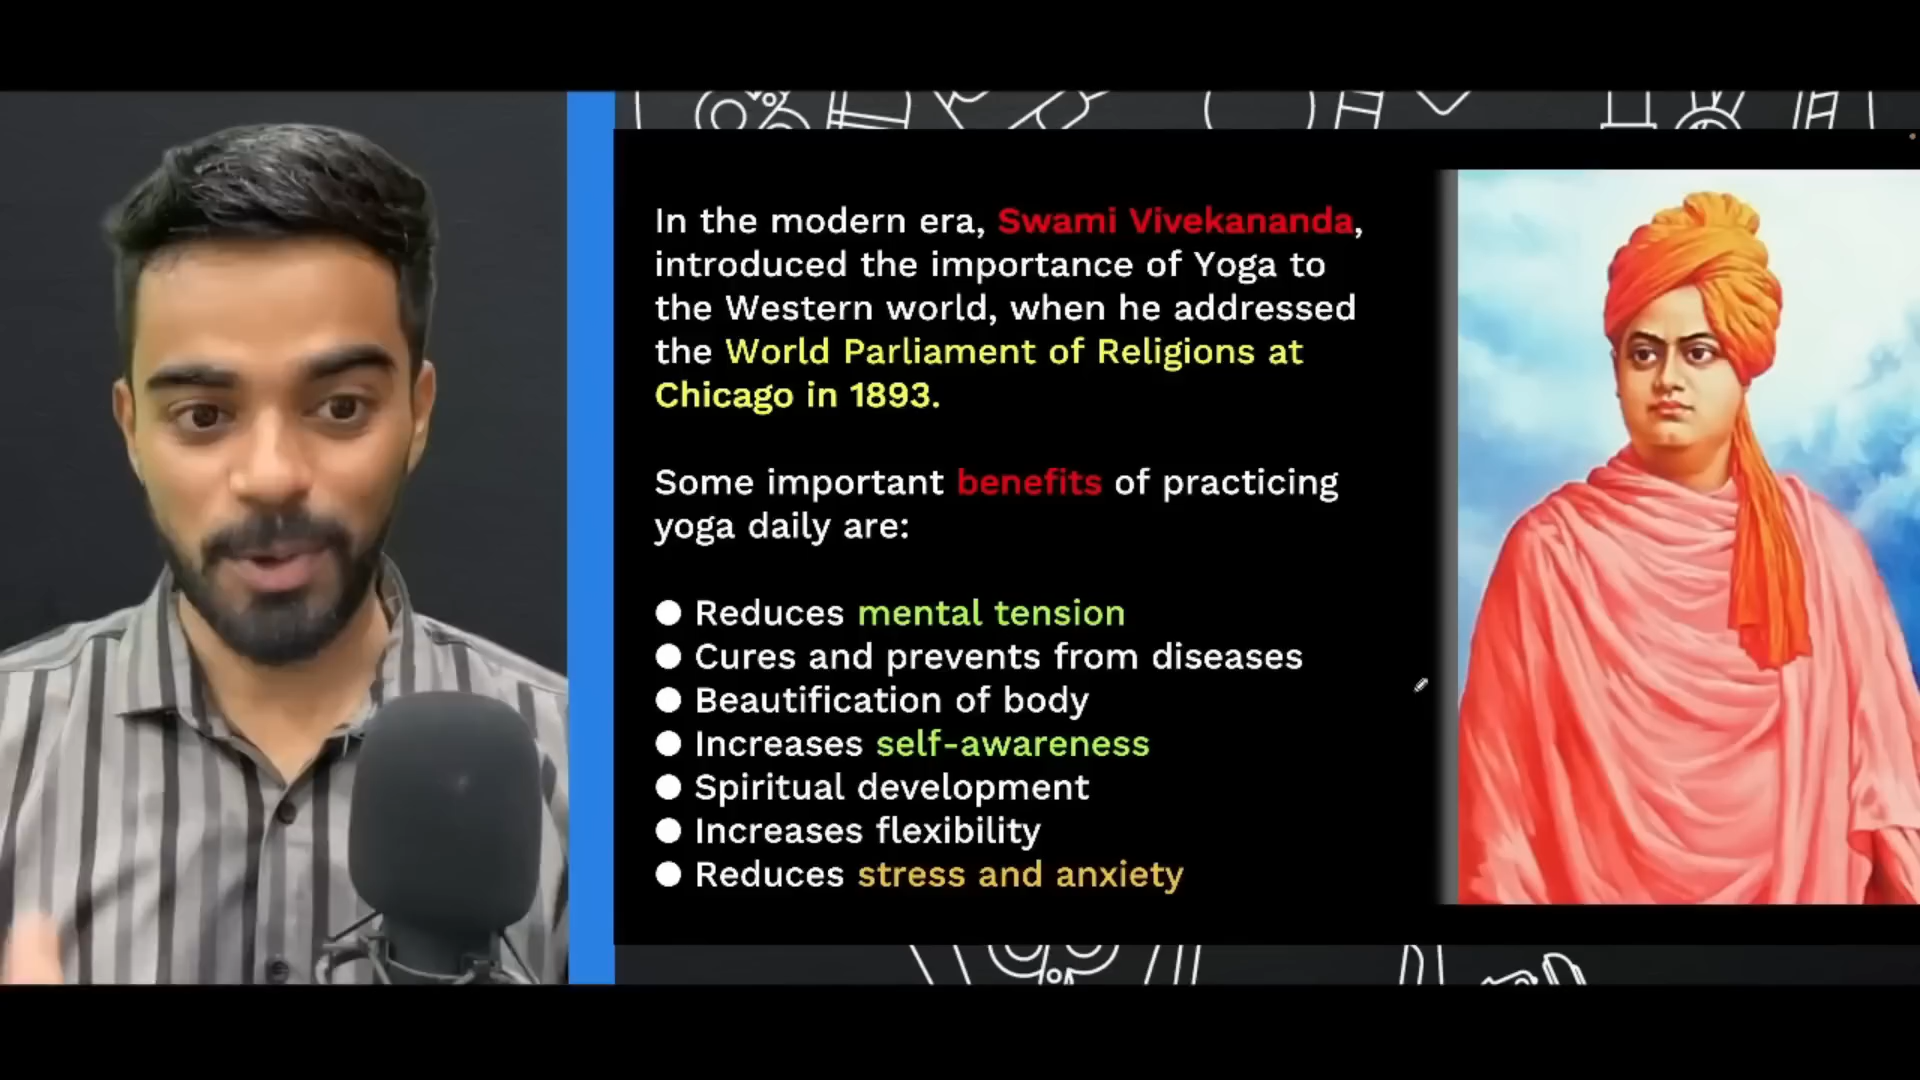 In the modern era, Swami Vivekananda,
introduced the importance of Yoga to
the Western world, when he addressed
the World Parliament of Religions at
Chicago in 1893.
Some important benefits of practicing
yoga daily are:
● Reduces mental tension
● Cures and prevents from diseases
● Beautification of body
● Increases self-awareness
● Spiritual development
● Increases flexibility
● Reduces stress and anxiety